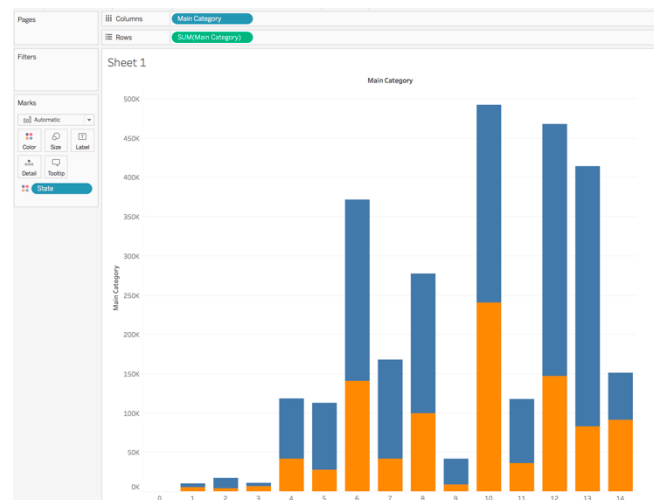 Pages
Columns
Main Category
Rows
SUM(Main Category)
Filters
Sheet 1
Main Category
Marks
Automatic
Color
Size
Label
Detail
Tooltip
State
Main Category
500K
450K
400K
350K
300K
250K
200K
150K
100K
50K
0K
0 1 2 3 4 5 6 7 8 9 10 11 12 13 14